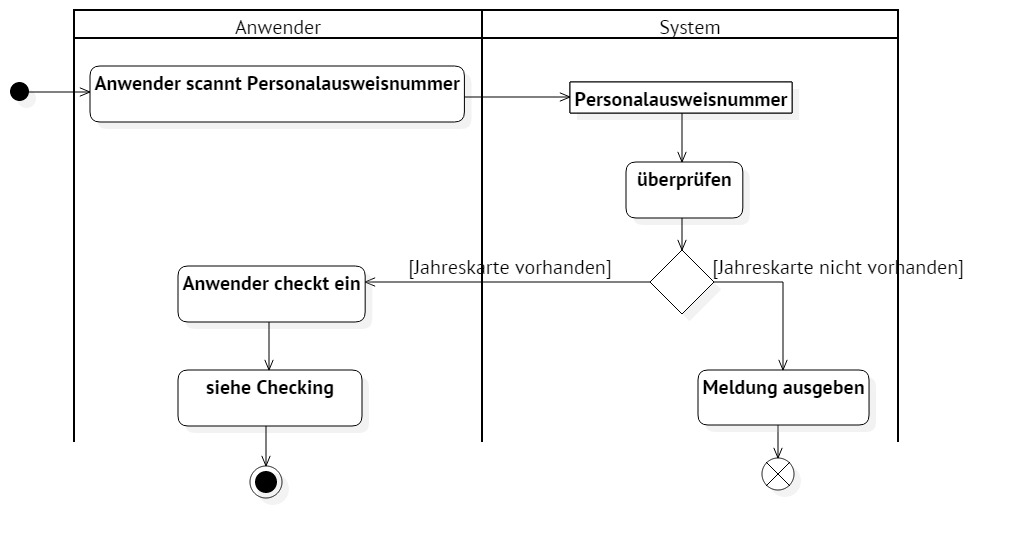 Anwender
System
Anwender scannt Personalausweisnummer
Personalausweisnummer
überprüfen
[Jahreskarte vorhanden]
[Jahreskarte nicht vorhanden]
Anwender checkt ein
siehe Checking
Meldung ausgeben